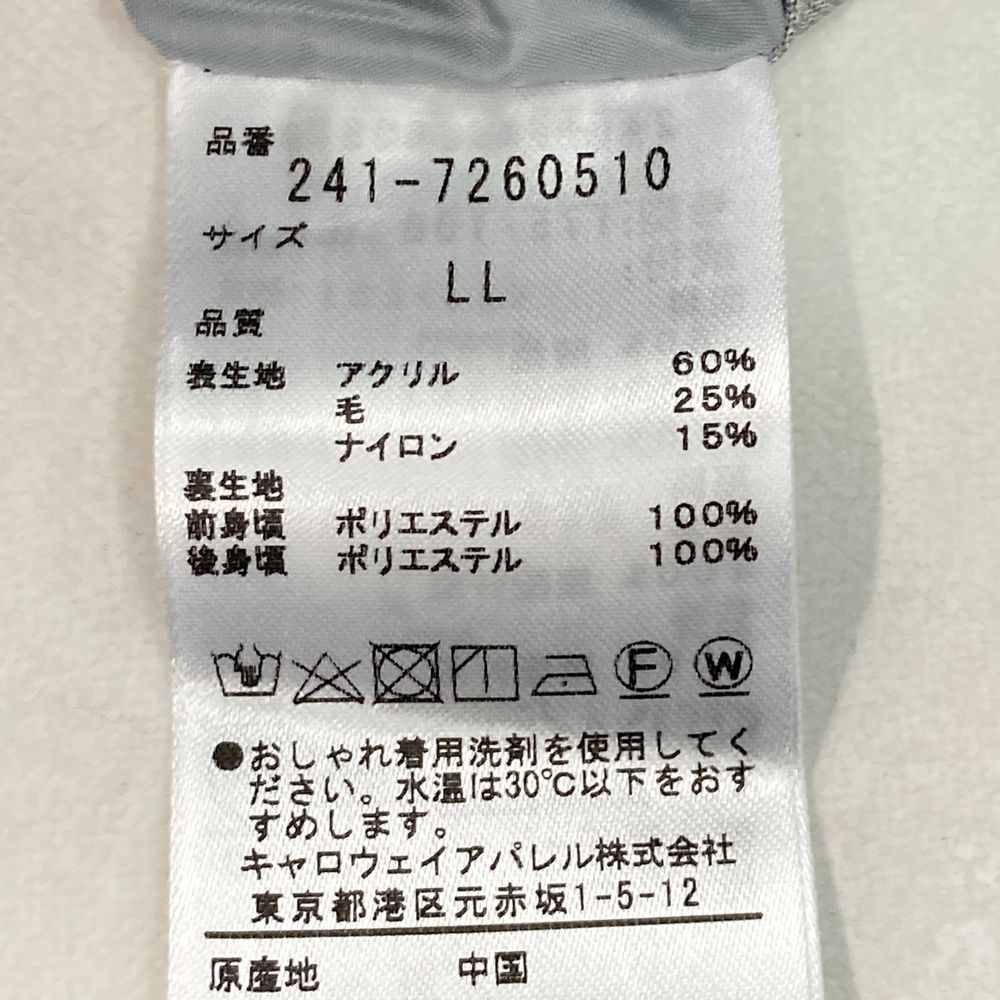 品番
241-7260510
サイズ
LL
品質
表生地 アクリル 60%
毛 25%
ナイロン 15%
裏生地
前身頃 ポリエステル 100%
後身頃 ポリエステル 100%
F W
●おしゃれ着用洗剤を使用してく
ださい。水温は30℃以下をおす
すめします。
キャロウェイアパレル株式会社
東京都港区元赤坂1-5-12
原産地 中国